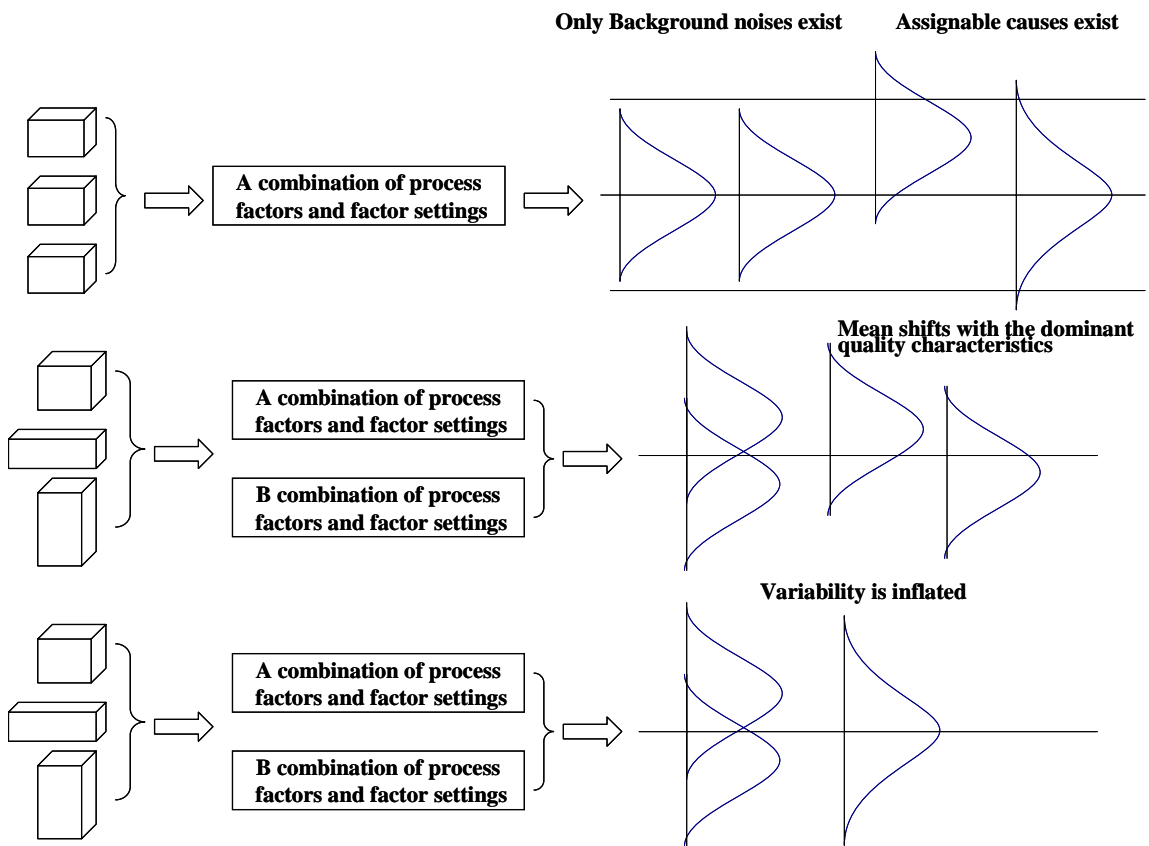 Only Background noises exist
Assignable causes exist
A combination of process
factors and factor settings
Mean shifts with the dominant
quality characteristics
A combination of process
factors and factor settings
B combination of process
factors and factor settings
Variability is inflated
A combination of process
factors and factor settings
B combination of process
factors and factor settings